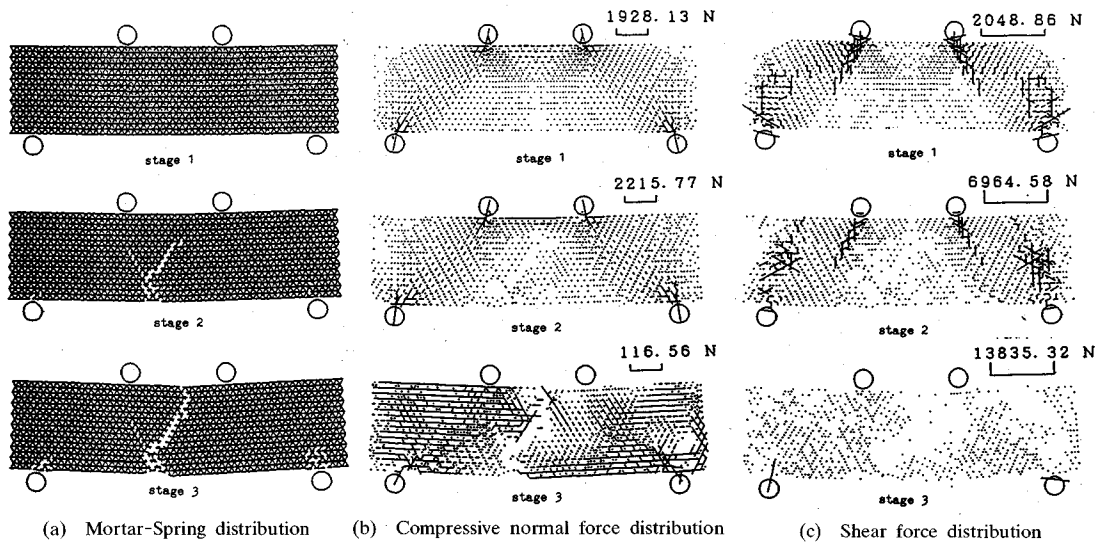 1928. 13 N
2048. 86 N
stage 1
stage 1
stage 1
2215. 77 N
6964. 58 N
stage 2
stage 2
stage 2
116. 56 N
13835. 32 N
stage 3
stage 3
stage 3
(a) Mortar-Spring distribution
(b) Compressive normal force distribution
(c) Shear force distribution